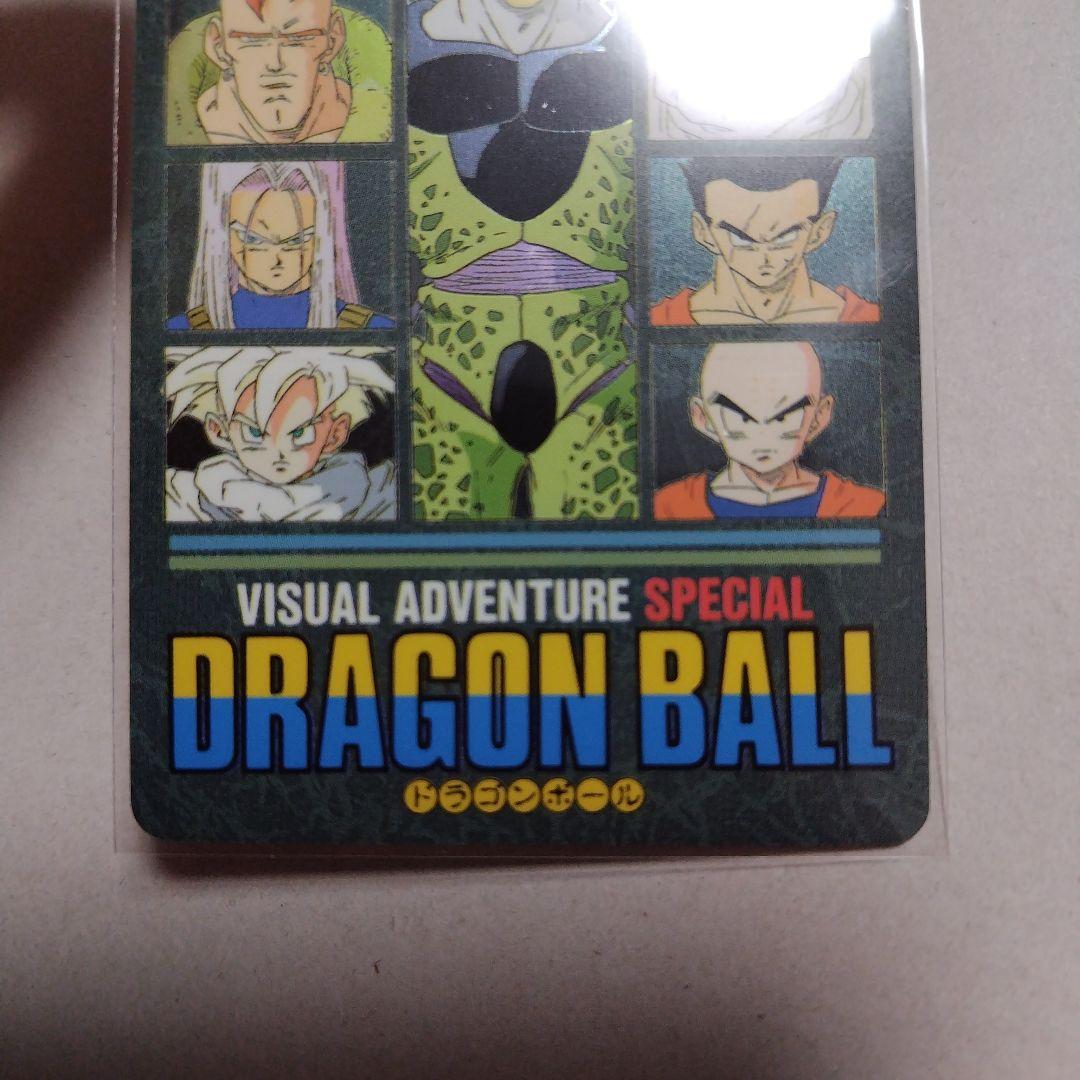 VISUAL ADVENTURE SPECIAL
DRAGON BALL
ドラゴンボール